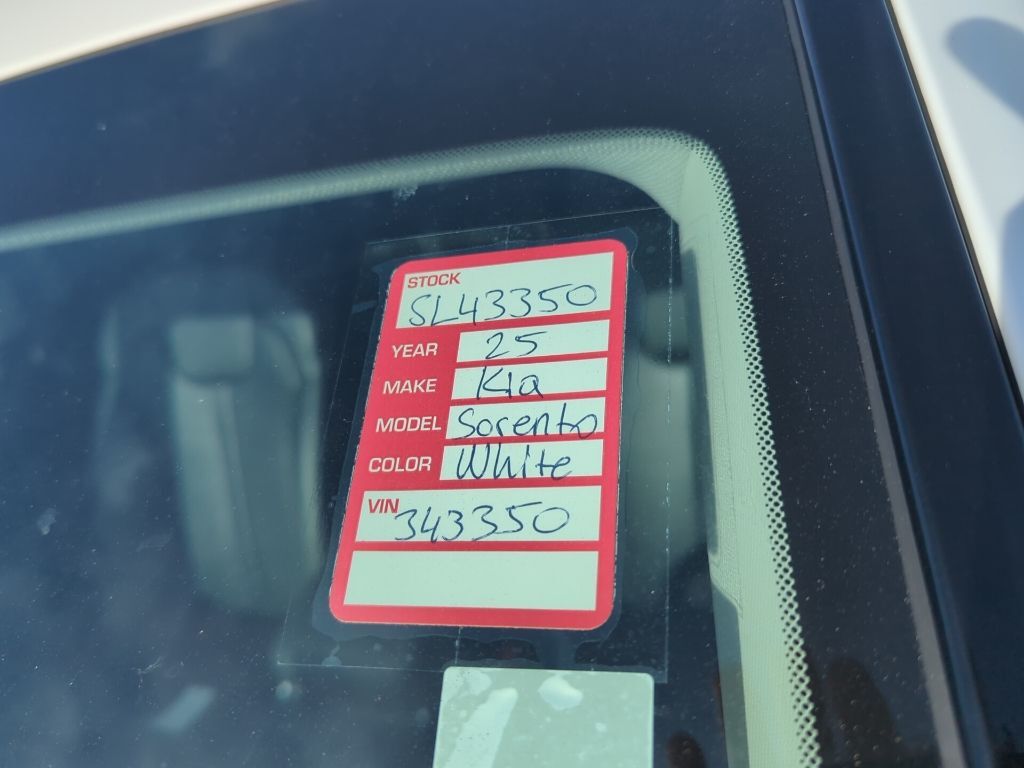 STOCK
SL43350
YEAR 25
MAKE Kia
MODEL Sorento
COLOR White
VIN 343350